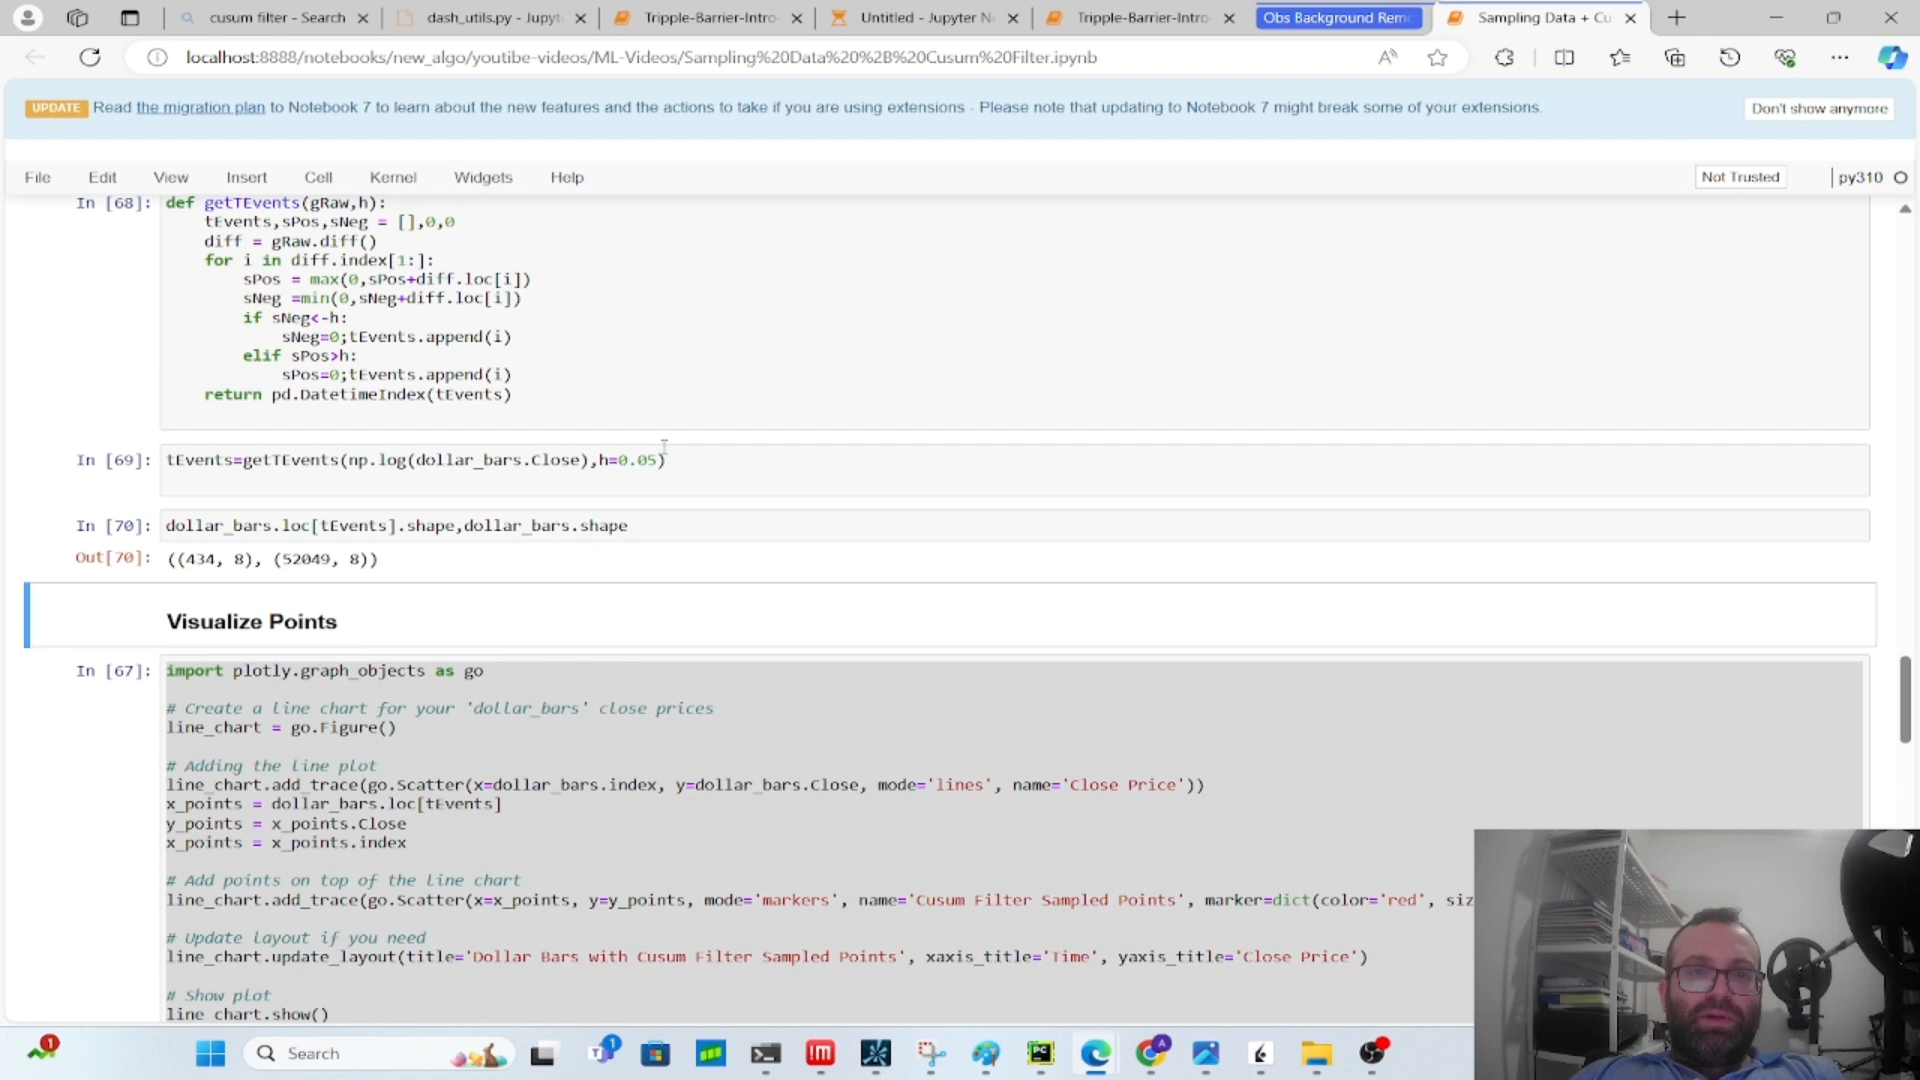 cusum filter - Search
dash_utils.py - Jupyt
Tripple-Barrier-Intro-
Untitled - Jupyter N
Tripple-Barrier-Intro-
Obs Background Rem
Sampling Data + Cu
localhost:8888/notebooks/new_algo/youtibe-videos/ML-Videos/Sampling%20Data%20%2B%20Cusum%20Filter.ipynb
UPDATE Read the migration plan to Notebook 7 to learn about the new features and the actions to take if you are using extensions - Please note that updating to Notebook 7 might break some of your extensions.
Don't show anymore
File Edit View Insert Cell Kernel Widgets Help
Not Trusted
py310
In [68]: def getTEvents(gRaw,h):
tEvents,sPos,sNeg = [],0,0
diff = gRaw.diff()
for i in diff.index[1:]:
sPos = max(0,sPos+diff.loc[i])
sNeg =min(0,sNeg+diff.loc[i])
if sNeg<-h:
sNeg=0;tEvents.append(i)
elif sPos>h:
sPos=0;tEvents.append(i)
return pd.DatetimeIndex(tEvents)
In [69]: tEvents=getTEvents(np.log(dollar_bars.Close),h=0.05)
In [70]: dollar_bars.loc[tEvents].shape,dollar_bars.shape
Out[70]: ((434, 8), (52049, 8))
Visualize Points
In [67]: import plotly.graph_objects as go
# Create a line chart for your 'dollar_bars' close prices
line_chart = go.Figure()
# Adding the line plot
line_chart.add_trace(go.Scatter(x=dollar_bars.index, y=dollar_bars.Close, mode='lines', name='Close Price'))
x_points = dollar_bars.loc[tEvents]
y_points = x_points.Close
x_points = x_points.index
# Add points on top of the line chart
line_chart.add_trace(go.Scatter(x=x_points, y=y_points, mode='markers', name='Cusum Filter Sampled Points', marker=dict(color='red', siz
# Update layout if you need
line_chart.update_layout(title='Dollar Bars with Cusum Filter Sampled Points', xaxis_title='Time', yaxis_title='Close Price')
# Show plot
line_chart.show()
Search